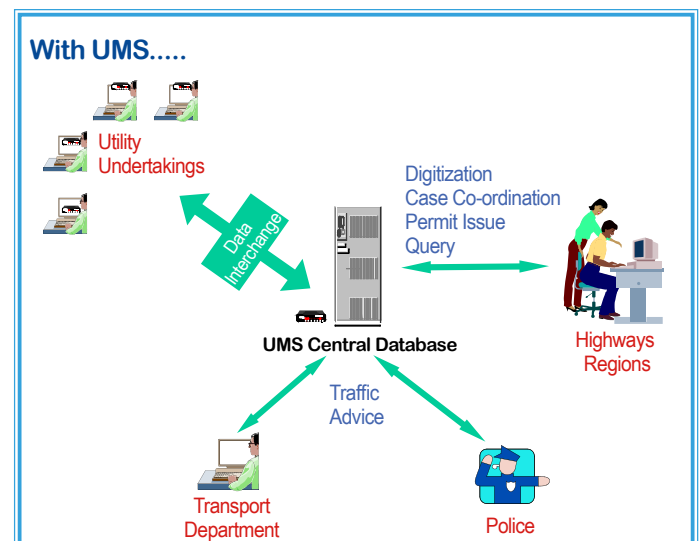 With UMS.....
Utility
Undertakings
Data
Interchange
Digitization
Case Co-ordination
Permit Issue
Query
UMS Central Database
Highways
Regions
Traffic
Advice
Transport
Department
Police